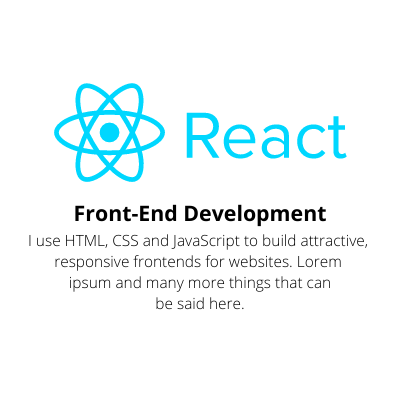 React
Front-End Development
I use HTML, CSS and JavaScript to build attractive,
responsive frontends for websites. Lorem
ipsum and many more things that can
be said here.